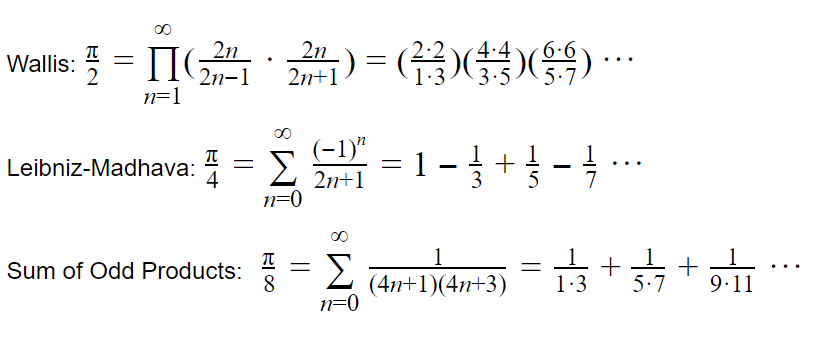 Wallis: π/2 = ∏_{n=1}^{∞} (2n/2n−1 · 2n/2n+1) = (2·2/1·3)(4·4/3·5)(6·6/5·7) ⋯
Leibniz-Madhava: π/4 = ∑_{n=0}^{∞} (−1)^n/2n+1 = 1 − 1/3 + 1/5 − 1/7 ⋯
Sum of Odd Products: π/8 = ∑_{n=0}^{∞} 1/(4n+1)(4n+3) = 1/1·3 + 1/5·7 + 1/9·11 ⋯